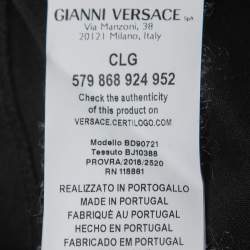 GIANNI VERSACE SpA
Via Manzoni, 38
20121 Milano, Italy
CLG
579 868 924 952
Check the authenticity
of this product on
VERSACE.CERTILOGO.COM
Modello BD90721
Tessuto BJ10388
PROVRA/2018/2520
RN 118861
REALIZZATO IN PORTOGALLO
MADE IN PORTUGAL
FABRIQUÉ AU PORTUGAL
HECHO EN PORTUGAL
FABRICADO EM PORTUGAL